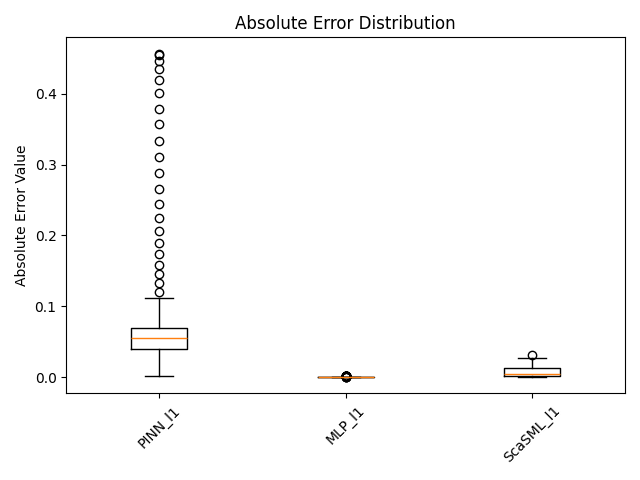 Absolute Error Distribution
Absolute Error Value
0.4
0.3
0.2
0.1
0.0
PINN_l1
MLP_l1
ScaSML_l1